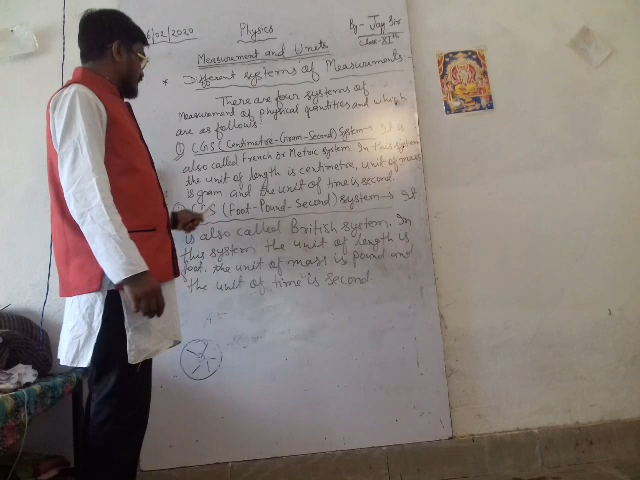 6/02/2020 Physics By- Jay Sir
Class-XIth
Measurement and Units
* Different systems of Measurements:-
There are four systems of
measurement of physical quantities and which
are as follows:
1) CGS (Centimetre-Gram-Second) System→ It is
also called French or Metric system. In this system
the unit of length is centimetre, unit of mass
is gram and the unit of time is second.
(Foot-Pound-Second) system→ It
is also called British system. In
this system the unit of length is
foot. the unit of mass is pound and
the unit of time is second.